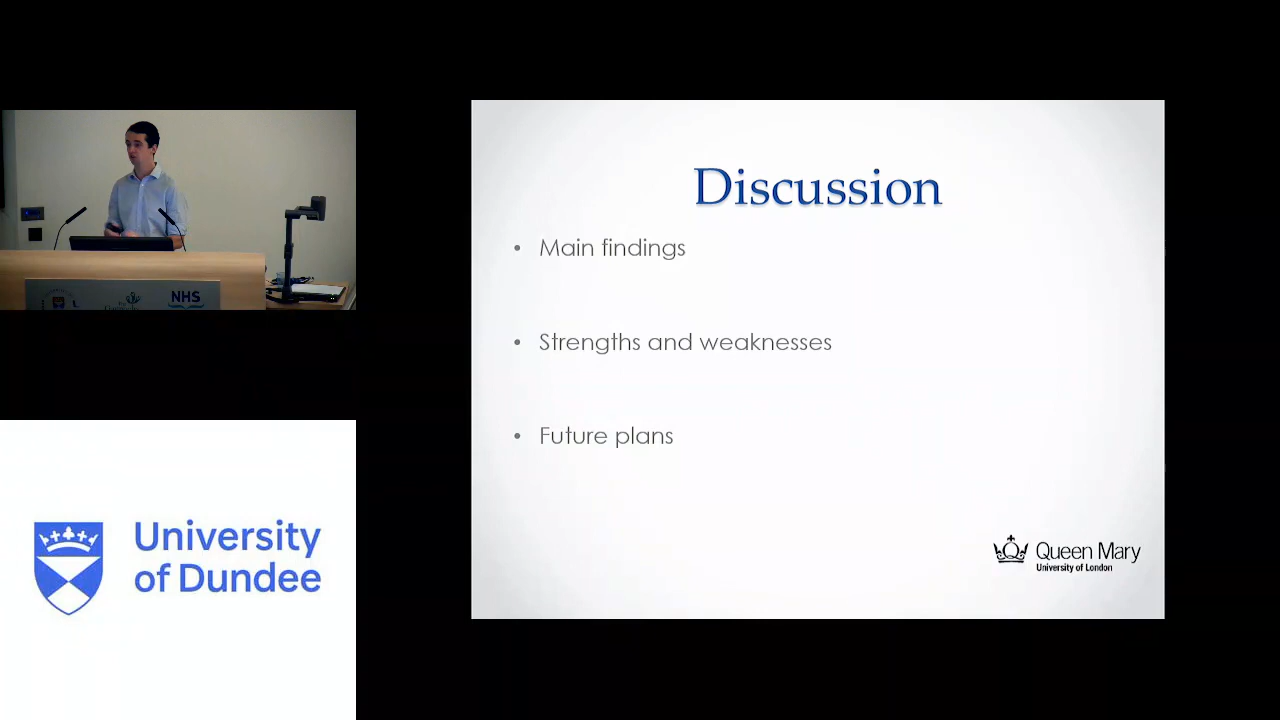 NHS
Discussion
• Main findings
• Strengths and weaknesses
• Future plans
Queen Mary
University of London
University
of Dundee